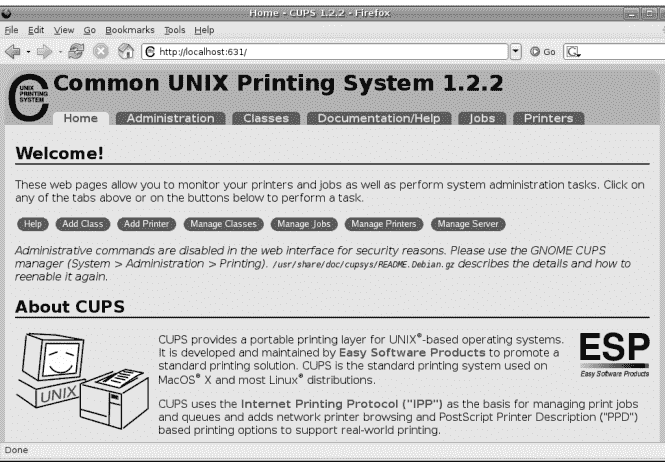 Home - CUPS 1.2.2 - Firefox
File Edit View Go Bookmarks Tools Help
http://localhost:631/ Go
UNIX PRINTING SYSTEM
Common UNIX Printing System 1.2.2
Home Administration Classes Documentation/Help Jobs Printers
Welcome!
These web pages allow you to monitor your printers and jobs as well as perform system administration tasks. Click on
any of the tabs above or on the buttons below to perform a task.
Help Add Class Add Printer Manage Classes Manage Jobs Manage Printers Manage Server
Administrative commands are disabled in the web interface for security reasons. Please use the GNOME CUPS
manager (System > Administration > Printing). /usr/share/doc/cupsys/README.Debian.gz describes the details and how to
reenable it again.
About CUPS
CUPS provides a portable printing layer for UNIX®-based operating systems.
It is developed and maintained by Easy Software Products to promote a
standard printing solution. CUPS is the standard printing system used on
MacOS® X and most Linux® distributions.
CUPS uses the Internet Printing Protocol ("IPP") as the basis for managing print jobs
and queues and adds network printer browsing and PostScript Printer Description ("PPD")
based printing options to support real-world printing.
UNIX
ESP
Easy Software Products
Done